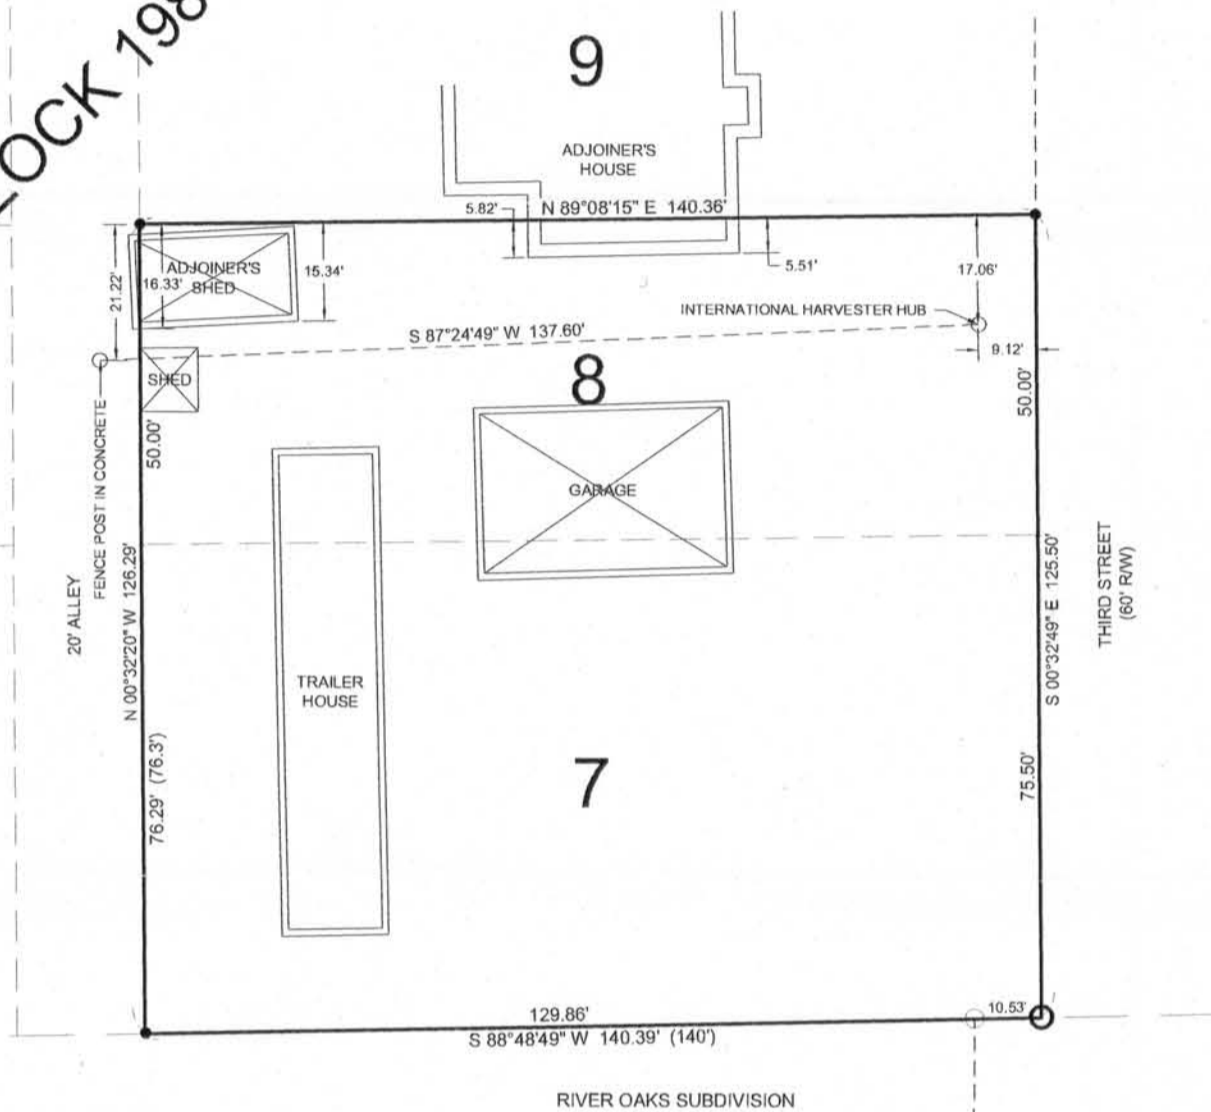 LOCK 198
9
ADJOINER'S
HOUSE
5.82'
N 89°08'15" E 140.36'
21.22'
ADJOINER'S
SHED
16.33'
15.34'
5.51'
17.06'
INTERNATIONAL HARVESTER HUB
S 87°24'49" W 137.60'
9.12'
SHED
8
50.00'
50.00'
FENCE POST IN CONCRETE
GARAGE
20' ALLEY
N 00°32'20" W 126.29'
S 00°32'49" E 125.50'
THIRD STREET
(60' R/W)
TRAILER
HOUSE
76.29' (76.3')
7
75.50'
129.86'
10.53'
S 88°48'49" W 140.39' (140')
RIVER OAKS SUBDIVISION